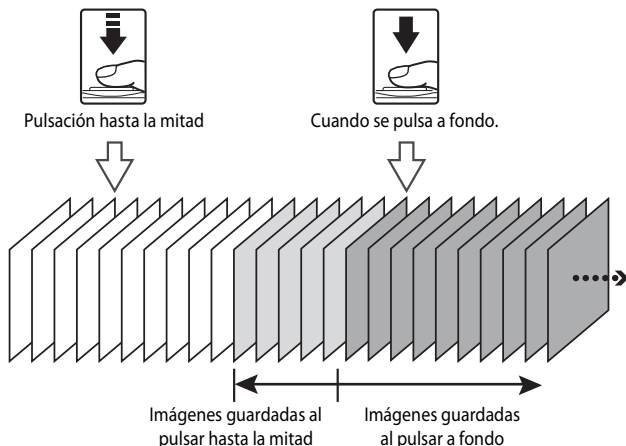 Pulsación hasta la mitad
Cuando se pulsa a fondo.
Imágenes guardadas al
pulsar hasta la mitad
Imágenes guardadas
al pulsar a fondo